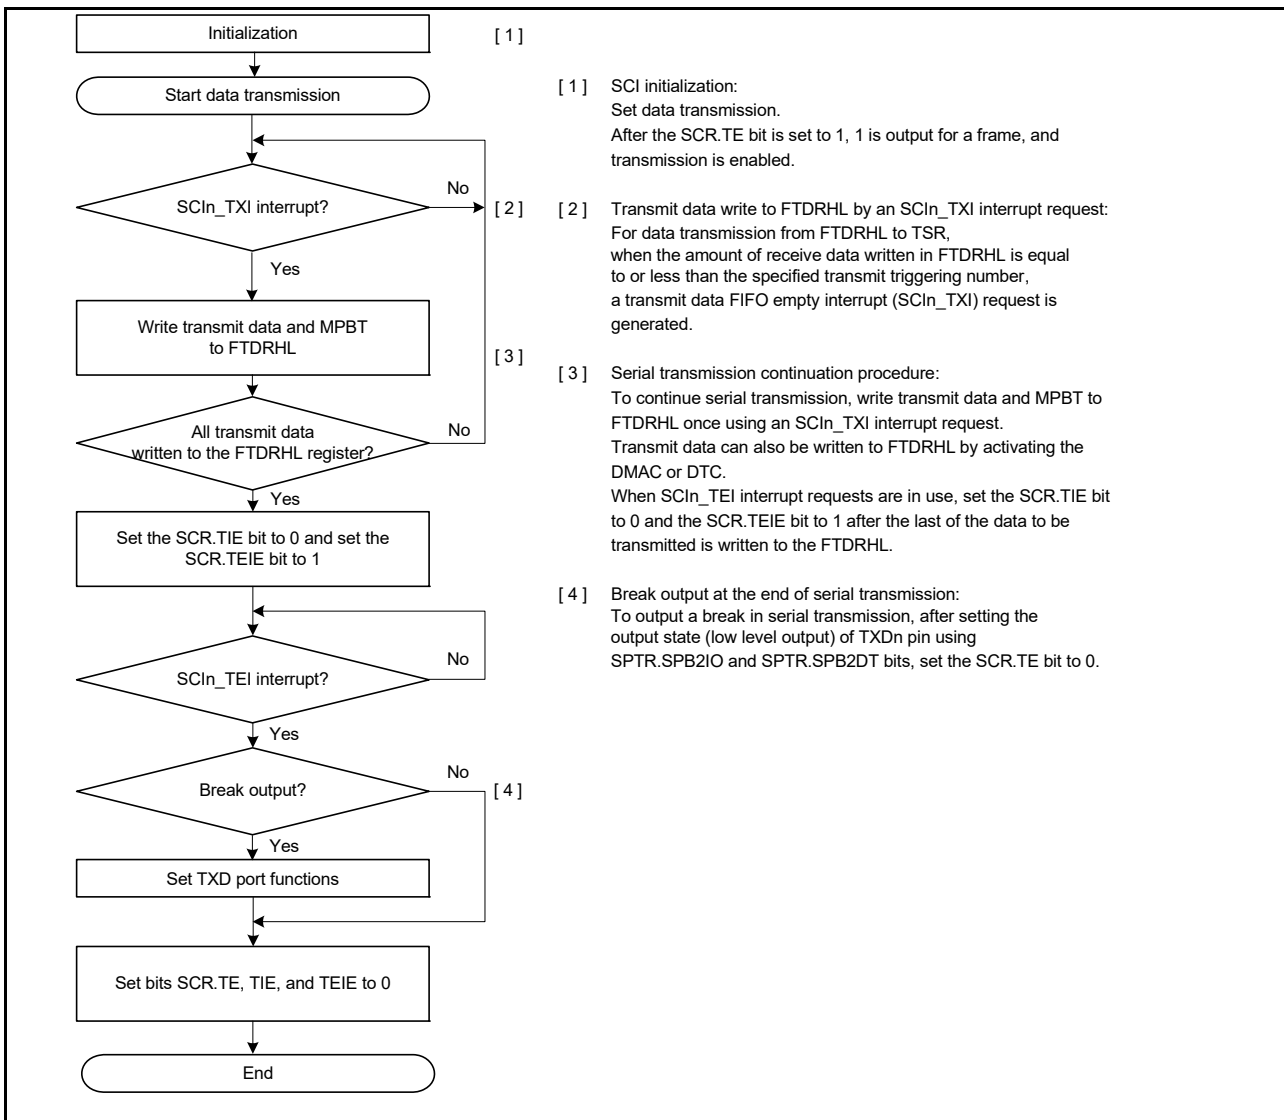 Initialization
[ 1 ]
Start data transmission
SCIn_TXI interrupt?
No
[ 2 ]
Yes
Write transmit data and MPBT
to FTDRHL
[ 3 ]
All transmit data
written to the FTDRHL register?
No
Yes
Set the SCR.TIE bit to 0 and set the
SCR.TEIE bit to 1
SCIn_TEI interrupt?
No
Yes
Break output?
No
[ 4 ]
Yes
Set TXD port functions
Set bits SCR.TE, TIE, and TEIE to 0
End
[ 1 ] SCI initialization:
Set data transmission.
After the SCR.TE bit is set to 1, 1 is output for a frame, and
transmission is enabled.
[ 2 ] Transmit data write to FTDRHL by an SCIn_TXI interrupt request:
For data transmission from FTDRHL to TSR,
when the amount of receive data written in FTDRHL is equal
to or less than the specified transmit triggering number,
a transmit data FIFO empty interrupt (SCIn_TXI) request is
generated.
[ 3 ] Serial transmission continuation procedure:
To continue serial transmission, write transmit data and MPBT to
FTDRHL once using an SCIn_TXI interrupt request.
Transmit data can also be written to FTDRHL by activating the
DMAC or DTC.
When SCIn_TEI interrupt requests are in use, set the SCR.TIE bit
to 0 and the SCR.TEIE bit to 1 after the last of the data to be
transmitted is written to the FTDRHL.
[ 4 ] Break output at the end of serial transmission:
To output a break in serial transmission, after setting the
output state (low level output) of TXDn pin using
SPTR.SPB2IO and SPTR.SPB2DT bits, set the SCR.TE bit to 0.